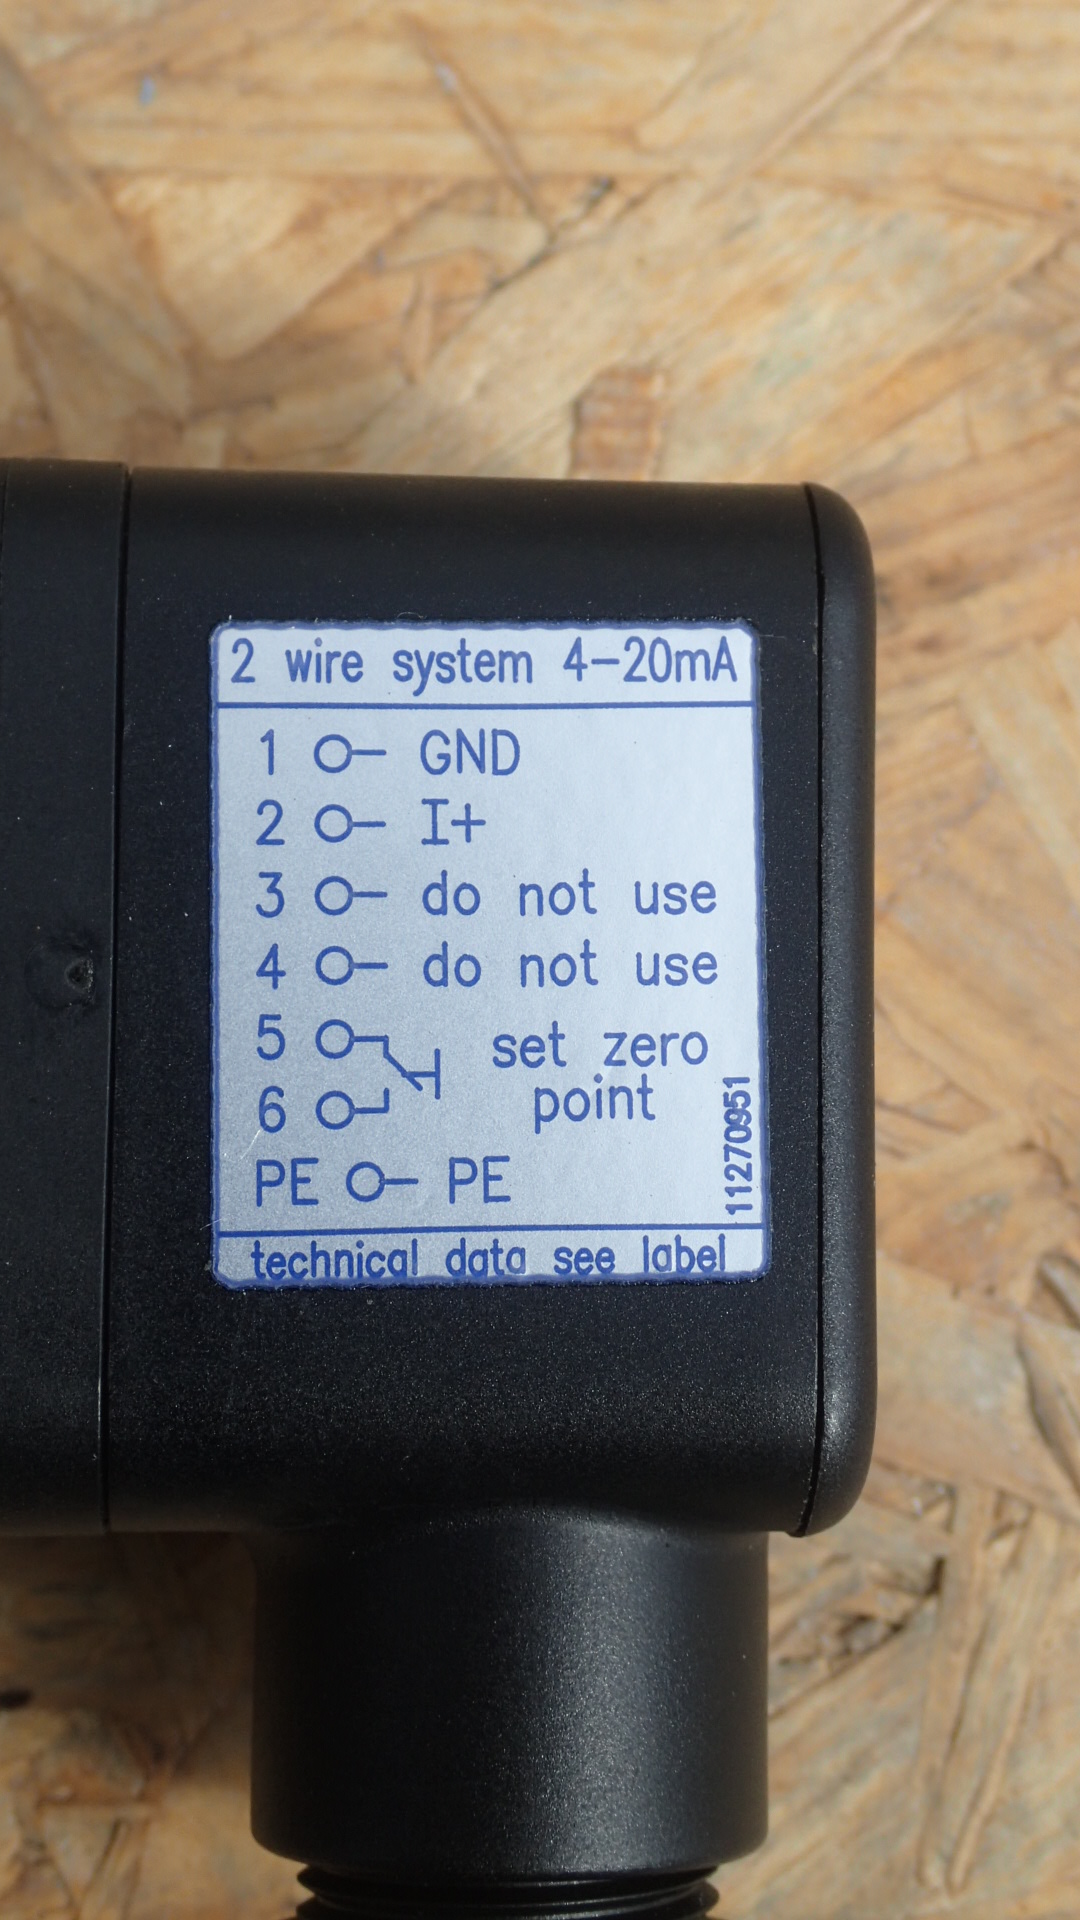 2 wire system 4-20mA
1 GND
2 I+
3 do not use
4 do not use
5 set zero
6 point
PE PE
11270951
technical data see label